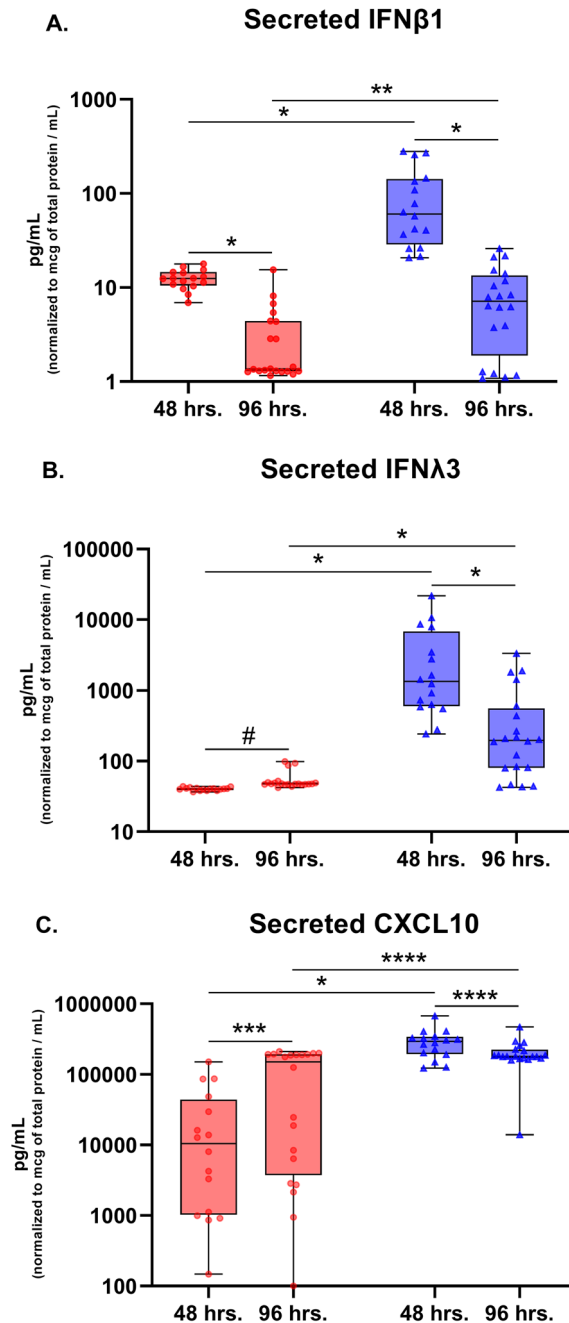 A.
Secreted IFNβ1
pg/mL
(normalized to mcg of total protein / mL)
1000
100
10
1
**
*
*
*
48 hrs.
96 hrs.
48 hrs.
96 hrs.
B.
Secreted IFNλ3
pg/mL
(normalized to mcg of total protein / mL)
100000
10000
1000
100
10
*
*
*
#
48 hrs.
96 hrs.
48 hrs.
96 hrs.
C.
Secreted CXCL10
pg/mL
(normalized to mcg of total protein / mL)
1000000
100000
10000
1000
100
****
*
****
***
48 hrs.
96 hrs.
48 hrs.
96 hrs.